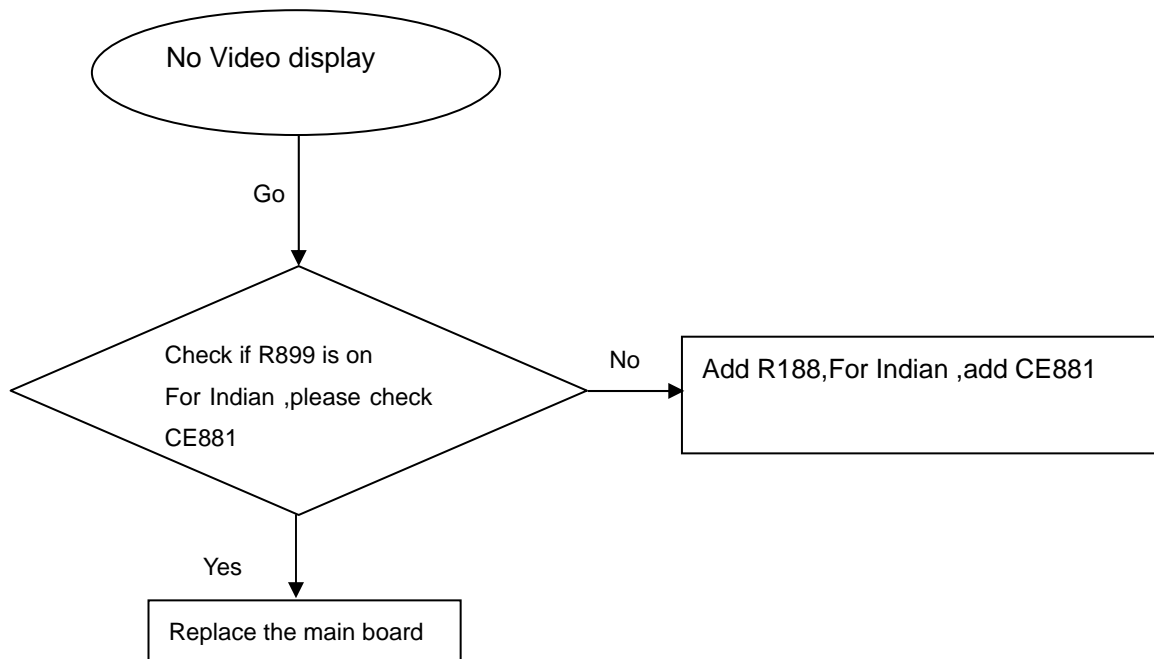 No Video display
Go
Check if R899 is on
For Indian ,please check
CE881
No
Add R188,For Indian ,add CE881
Yes
Replace the main board